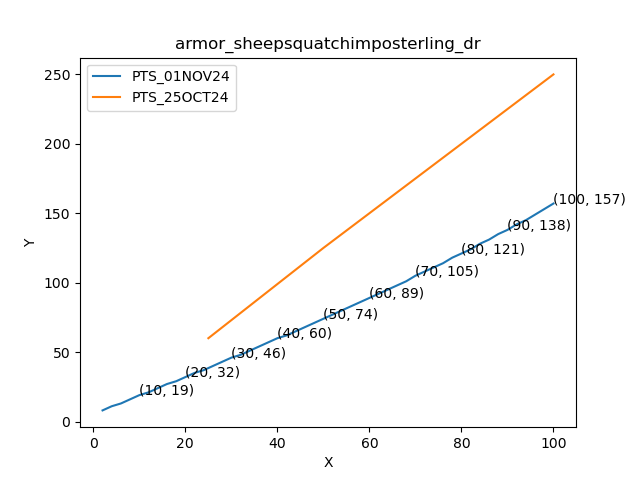 armor_sheepsquatchimposterling_dr
PTS_01NOV24
PTS_25OCT24
250
200
150
100
50
0
Y
(100, 157)
(90, 138)
(80, 121)
(70, 105)
(60, 89)
(50, 74)
(40, 60)
(30, 46)
(20, 32)
(10, 19)
0 20 40 60 80 100
X